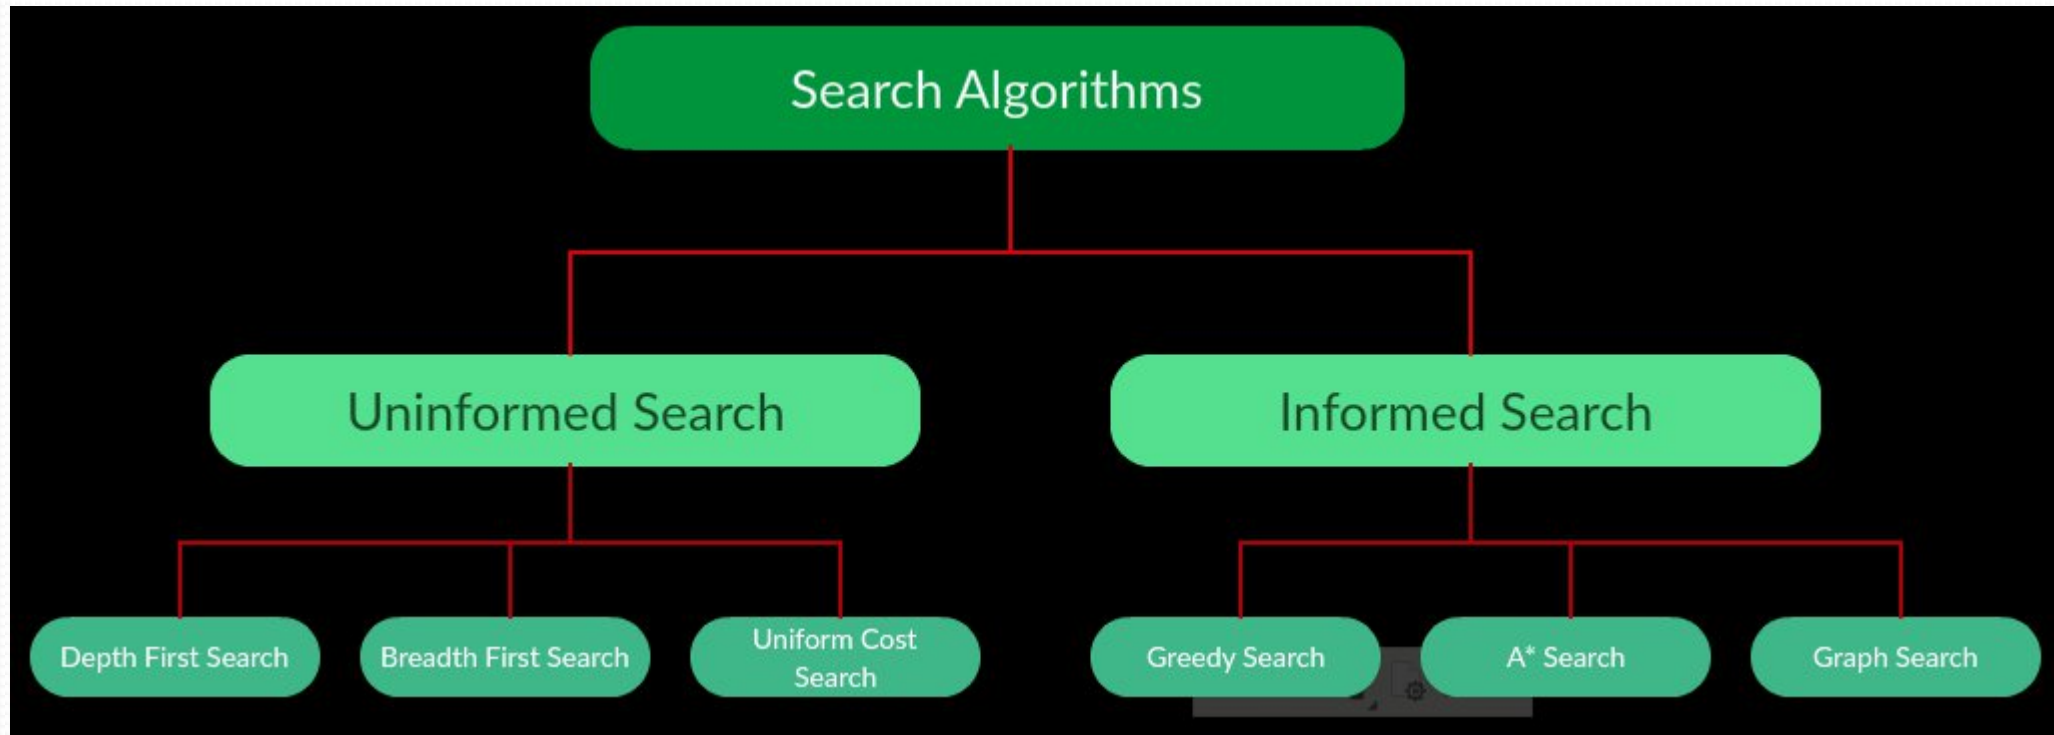 Search Algorithms
Uninformed Search
Informed Search
Depth First Search
Breadth First Search
Uniform Cost
Search
Greedy Search
A* Search
Graph Search